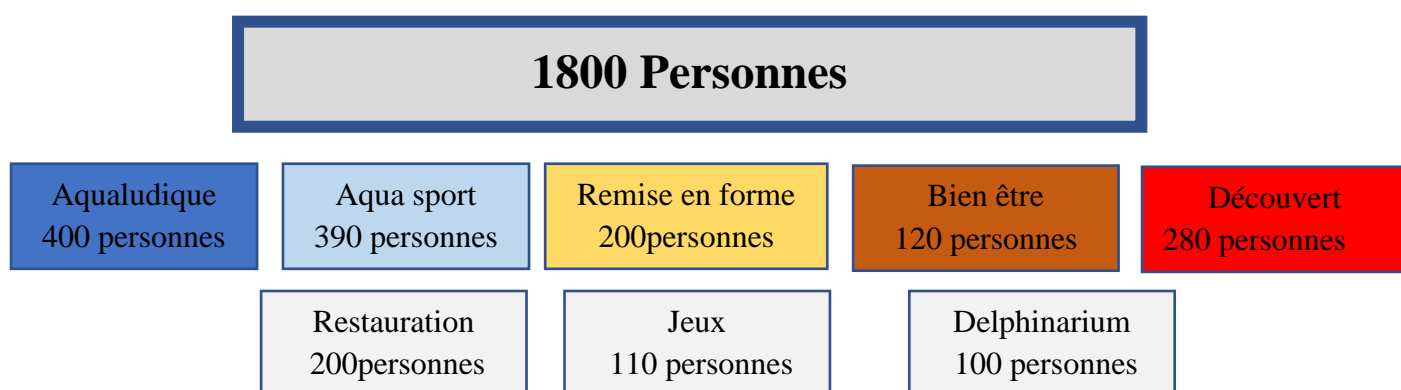 1800 Personnes
Aqualudique
400 personnes
Aqua sport
390 personnes
Remise en forme
200personnes
Bien être
120 personnes
Découvert
280 personnes
Restauration
200personnes
Jeux
110 personnes
Delphinarium
100 personnes